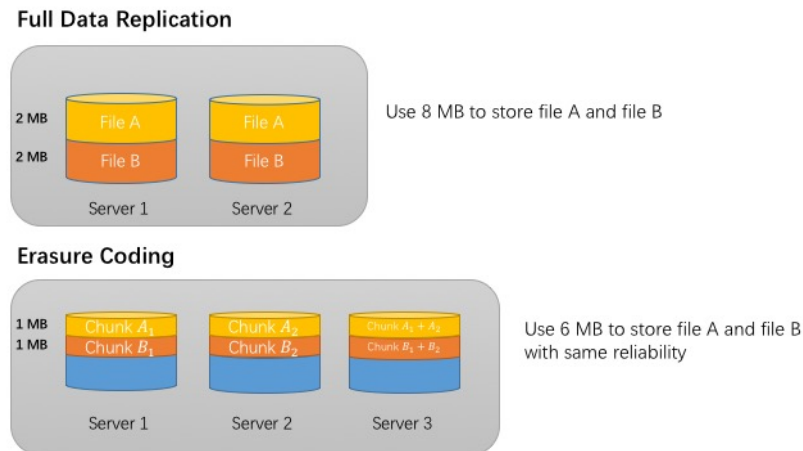 Full Data Replication
2 MB
File A
File A
Use 8 MB to store file A and file B
2 MB
File B
File B
Server 1
Server 2
Erasure Coding
1 MB
Chunk A₁
Chunk A₂
Chunk A₁ + A₂
1 MB
Chunk B₁
Chunk B₂
Chunk B₁ + B₂
Use 6 MB to store file A and file B
with same reliability
Server 1
Server 2
Server 3